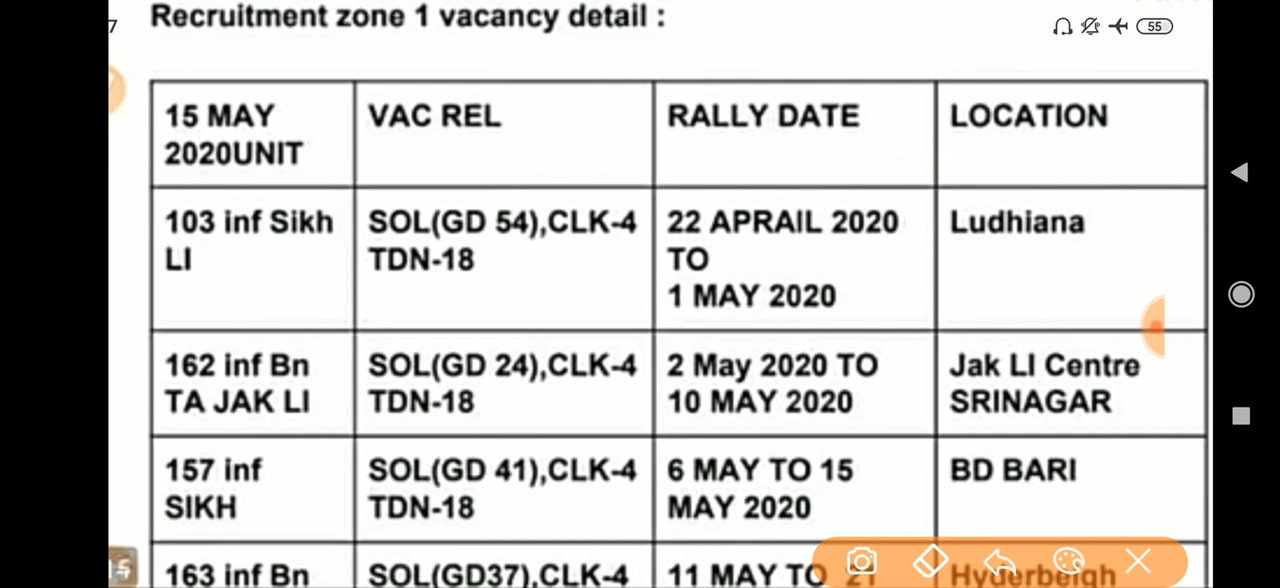 7
55
Recruitment zone 1 vacancy detail :
15 MAY
2020UNIT
VAC REL
RALLY DATE
LOCATION
103 inf Sikh
LI
SOL(GD 54),CLK-4
TDN-18
22 APRAIL 2020
TO
1 MAY 2020
Ludhiana
162 inf Bn
TA JAK LI
SOL(GD 24),CLK-4
TDN-18
2 May 2020 TO
10 MAY 2020
Jak LI Centre
SRINAGAR
157 inf
SIKH
SOL(GD 41),CLK-4
TDN-18
6 MAY TO 15
MAY 2020
BD BARI
163 inf Bn
SOL(GD37),CLK-4
11 MAY TO 21
Hyderbeigh